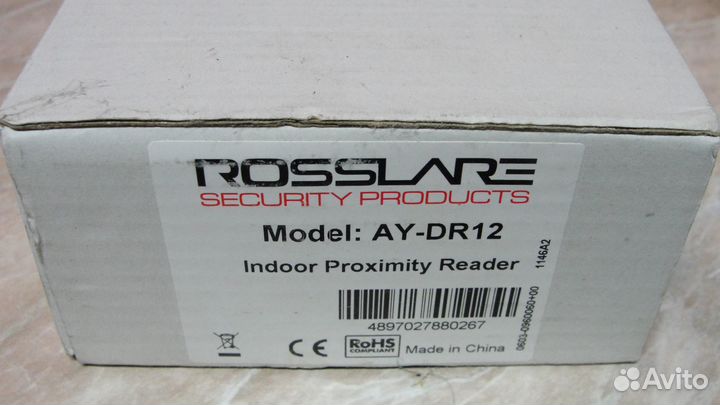 ROSSLARE
SECURITY PRODUCTS
Model: AY-DR12
Indoor Proximity Reader
4897027880267
CE RoHS
COMPLIANT
Made in China
0603-0960060+00 1146A2
Avito